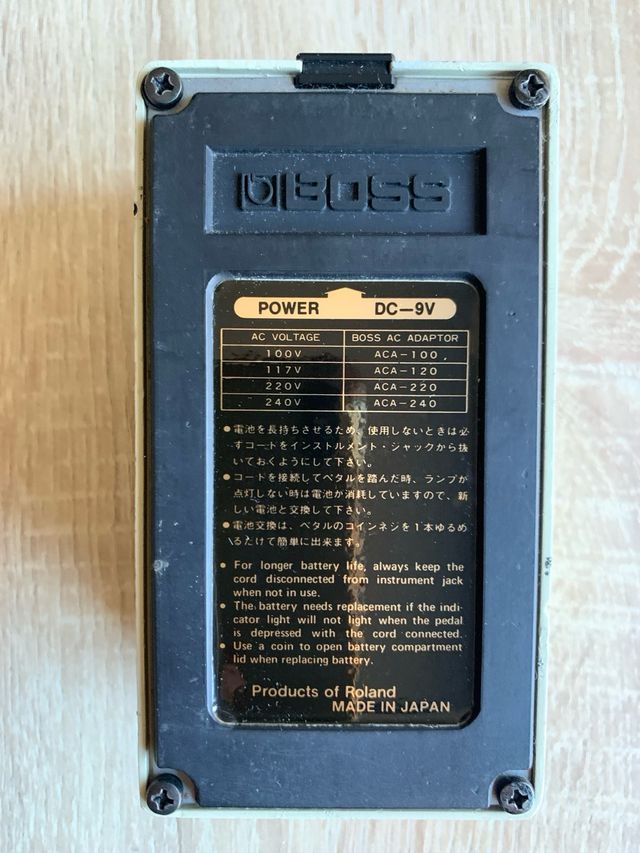 BOSS
POWER DC-9V
AC VOLTAGE BOSS AC ADAPTOR
100V ACA-100
117V ACA-120
220V ACA-220
240V ACA-240
●電池を長持ちさせるため、使用しないときは必
ずコードをインストルメント・ジャックから抜
いておくようにして下さい。
●コードを接続してペタルを踏んだ時、ランプが
点灯しない時は電池が消耗していますので、新
しい電池と交換して下さい。
●電池交換は、ペタルのコインネジを1本ゆるめ
るだけで簡単に出来ます。
● For longer battery life, always keep the
cord disconnected from instrument jack
when not in use.
● The battery needs replacement if the indi-
cator light will not light when the pedal
is depressed with the cord connected.
● Use a coin to open battery compartment
lid when replacing battery.
Products of Roland
MADE IN JAPAN